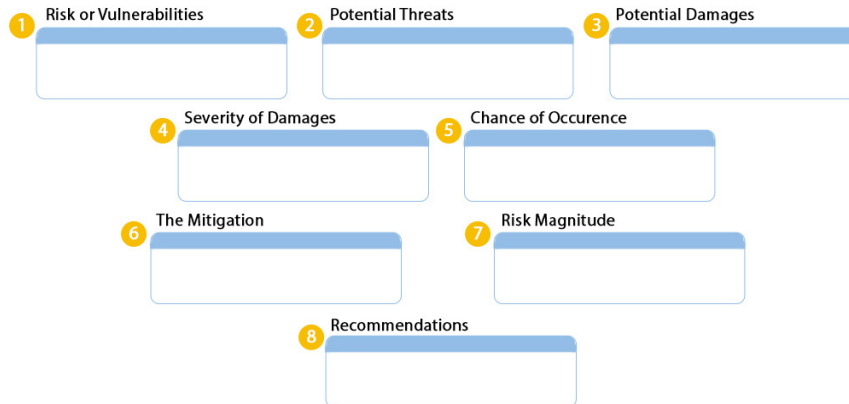 1 Risk or Vulnerabilities
2 Potential Threats
3 Potential Damages
4 Severity of Damages
5 Chance of Occurence
6 The Mitigation
7 Risk Magnitude
8 Recommendations